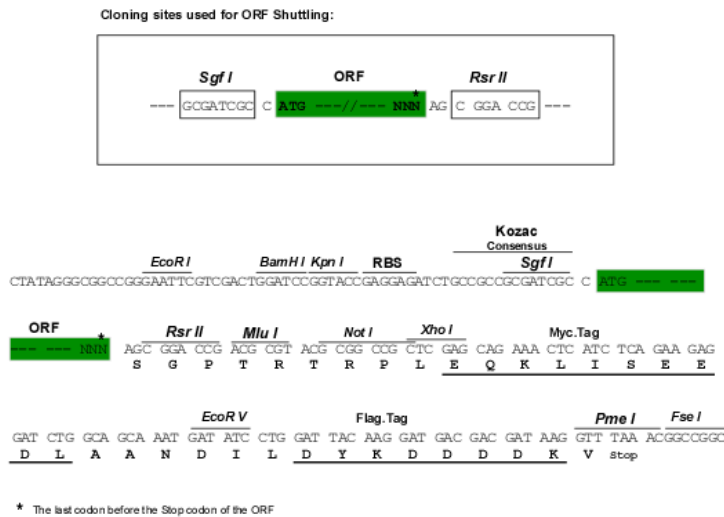 Cloning sites used for ORF Shuttling:
Sgf I ORF Rsr II
*
--- GCGATCGC C ATG ---//--- NNN AG C GGA CCG ---
Kozac
Consensus
EcoR I BamH I Kpn I RBS Sgf I
CTATAGGGCGGCCGGGAATTCGTCGACTGGATCCGGTACCGAGGAGATCTGCCGCCGCGATCGC C ATG --- ---
ORF
* Rsr II Mlu I Not I Xho I Myc.Tag
--- --- NNN AGC GGA CCG ACG CGT ACG CGG CCG CTC GAG CAG AAA CTC ATC TCA GAA GAG
S G P T R T R P L E Q K L I S E E
EcoR V Flag.Tag Pme I Fse I
GAT CTG GCA GCA AAT GAT ATC CTG GAT TAC AAG GAT GAC GAC GAT AAG GTT TAA ACGGCCGGC
D L A A N D I L D Y K D D D D K V Stop
* The last codon before the Stop codon of the ORF